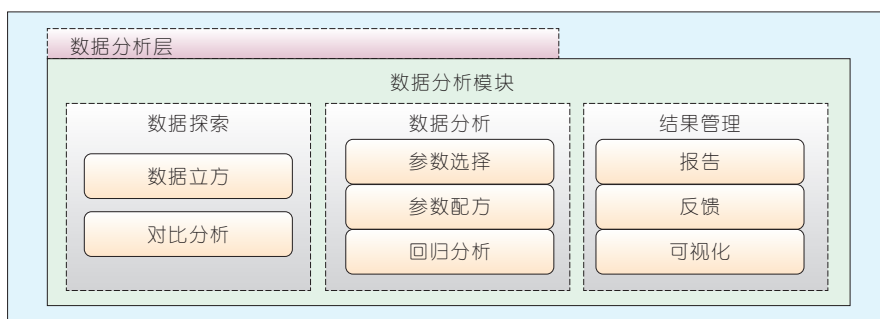 数据分析层
数据分析模块
数据探索
数据立方
对比分析
数据分析
参数选择
参数配方
回归分析
结果管理
报告
反馈
可视化